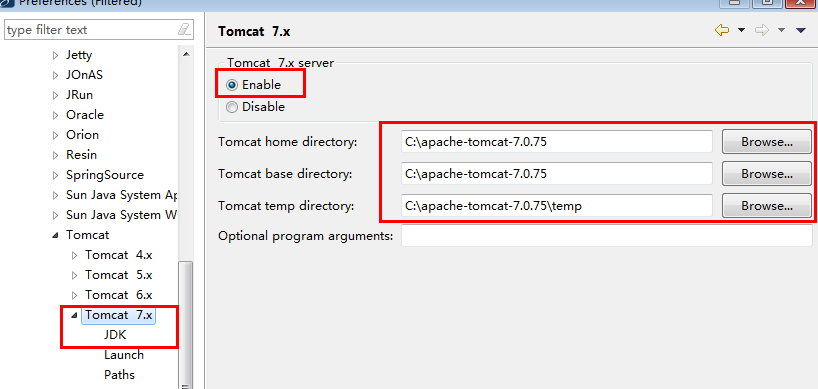 Preferences (Filtered)
type filter text
Jetty
JOnAS
JRun
Oracle
Orion
Resin
SpringSource
Sun Java System Ap
Sun Java System W
Tomcat
Tomcat 4.x
Tomcat 5.x
Tomcat 6.x
Tomcat 7.x
JDK
Launch
Paths
Tomcat 7.x
Tomcat 7.x server
Enable
Disable
Tomcat home directory: C:\apache-tomcat-7.0.75 Browse...
Tomcat base directory: C:\apache-tomcat-7.0.75 Browse...
Tomcat temp directory: C:\apache-tomcat-7.0.75\temp Browse...
Optional program arguments: